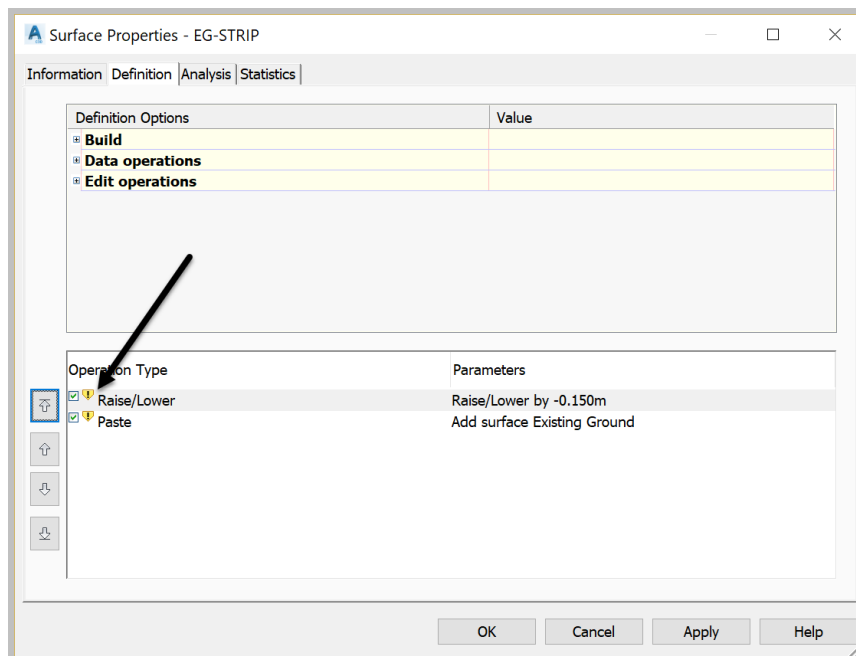 Surface Properties - EG-STRIP
Information Definition Analysis Statistics
Definition Options Value
Build
Data operations
Edit operations
Operation Type Parameters
Raise/Lower Raise/Lower by -0.150m
Paste Add surface Existing Ground
OK Cancel Apply Help